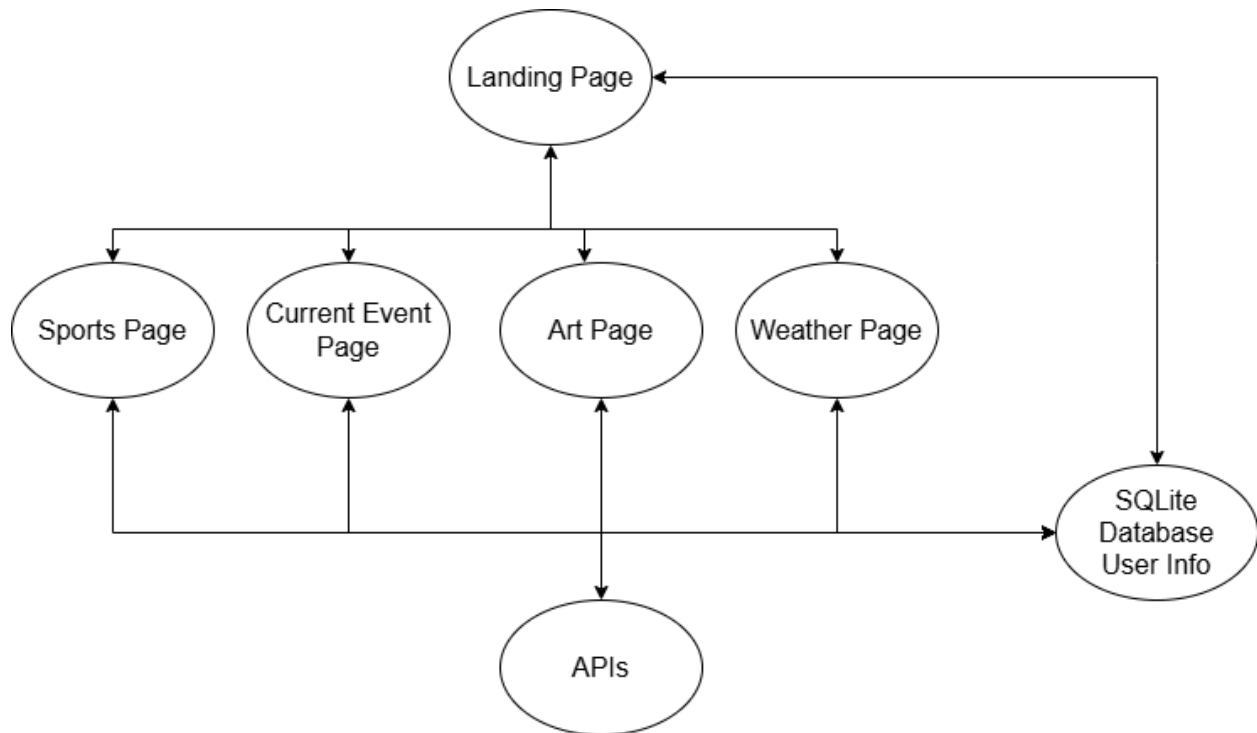 Landing Page
Sports Page
Current Event
Page
Art Page
Weather Page
SQLite
Database
User Info
APIs